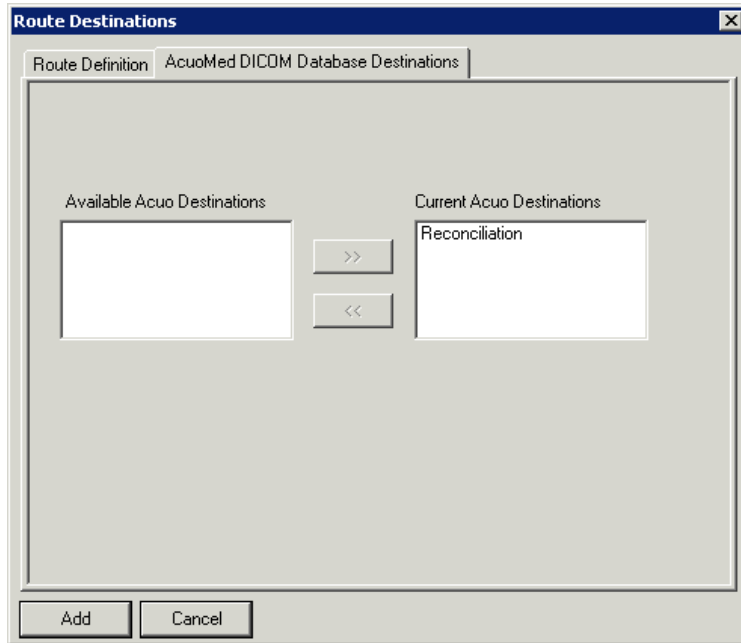 Route Destinations
Route Definition
AcuoMed DICOM Database Destinations
Available Acuo Destinations
Current Acuo Destinations
Reconciliation
>>
<<
Add
Cancel